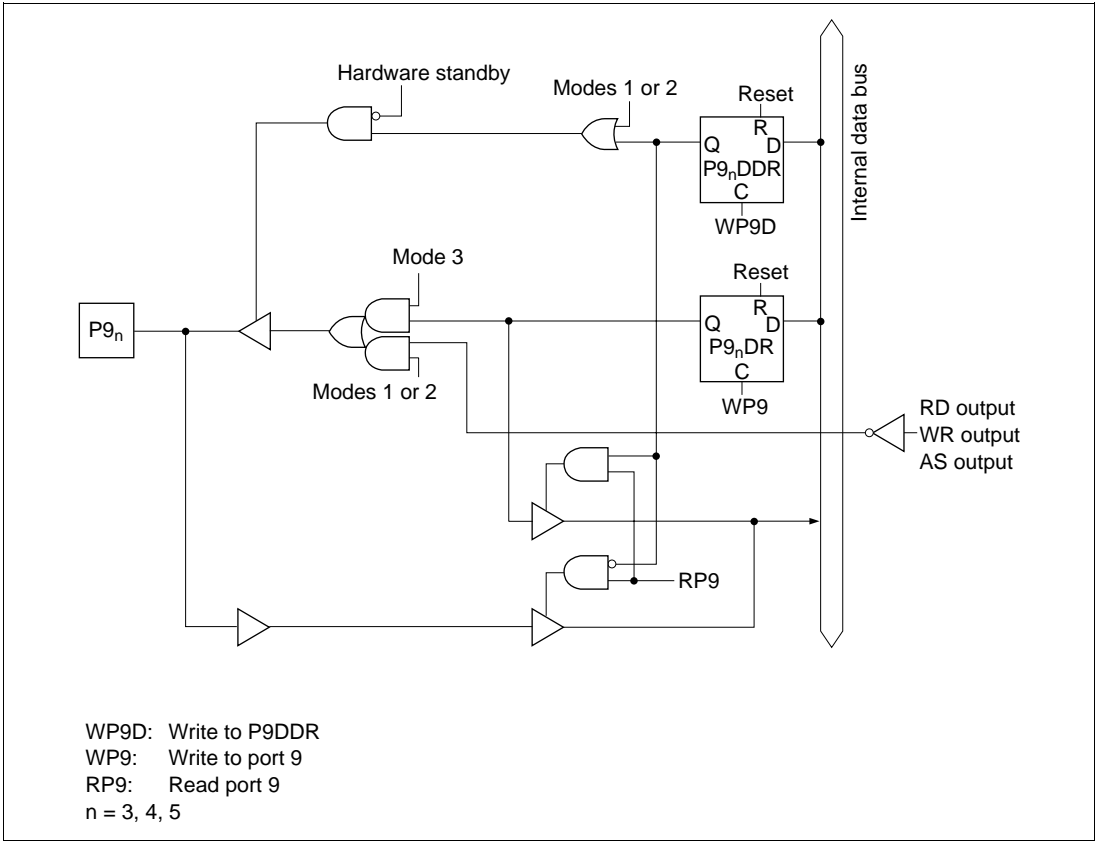 Hardware standby
Modes 1 or 2
Reset
R
Q D
P9nDDR
C
WP9D
Internal data bus
Mode 3
Reset
R
Q D
P9nDR
C
WP9
P9n
Modes 1 or 2
RD output
WR output
AS output
RP9
WP9D: Write to P9DDR
WP9: Write to port 9
RP9: Read port 9
n = 3, 4, 5